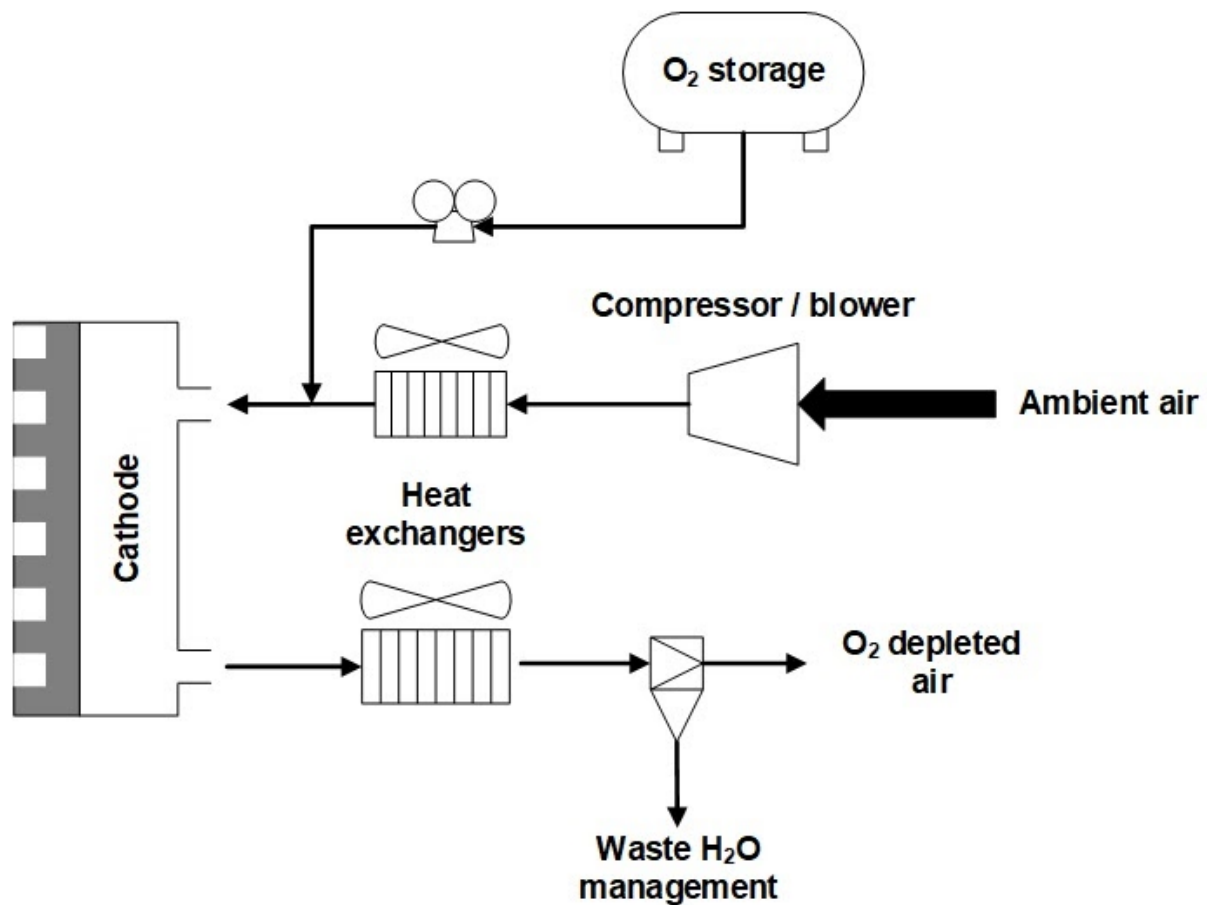 O₂ storage
Compressor / blower
Ambient air
Cathode
Heat
exchangers
O₂ depleted
air
Waste H₂O
management